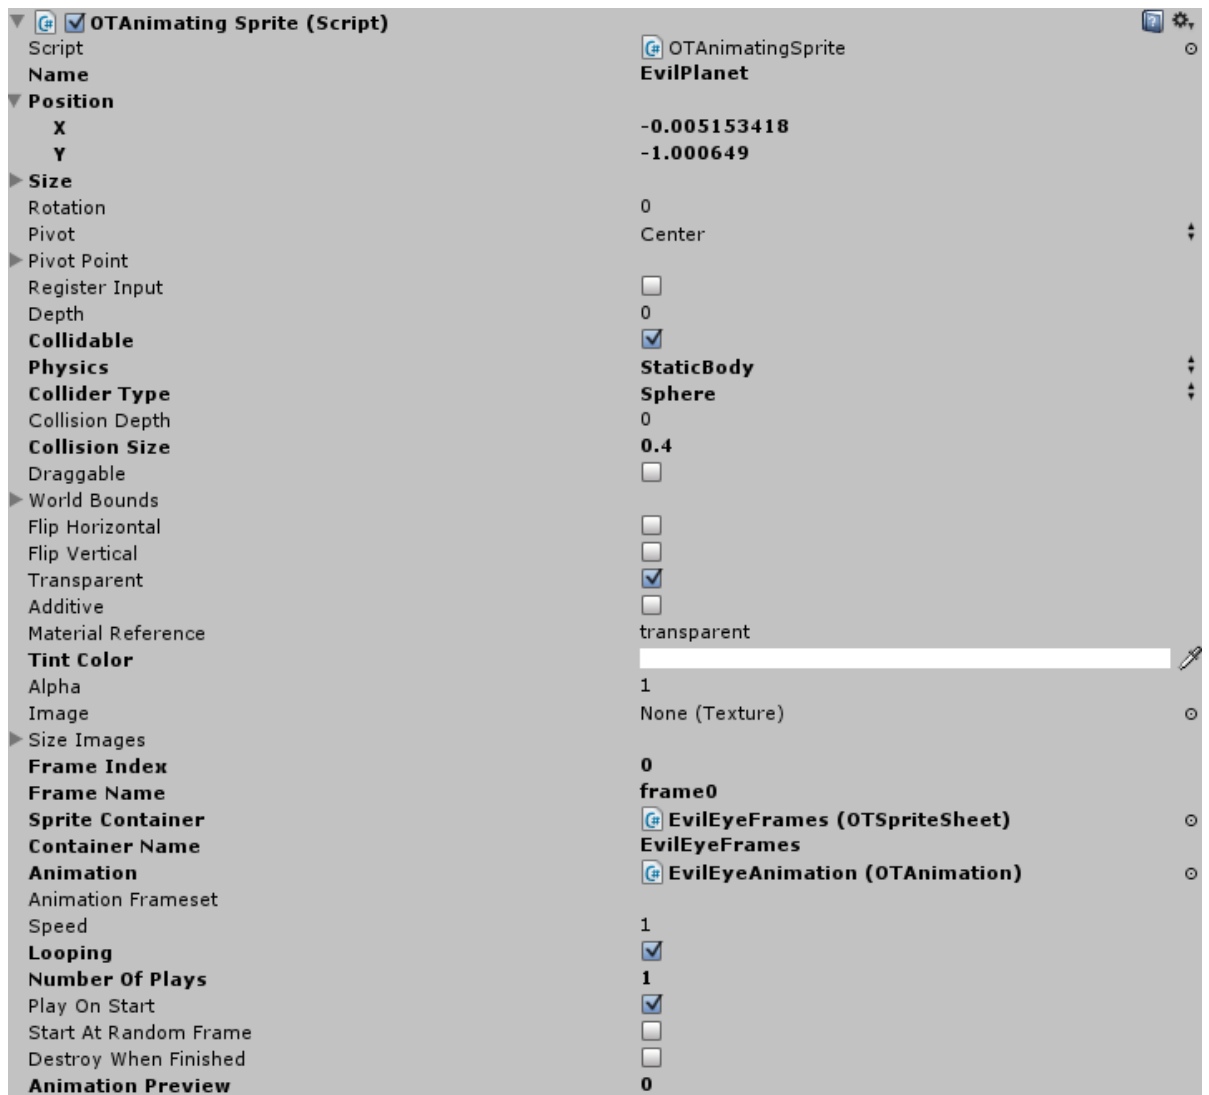 OTAnimating Sprite (Script)
Script OTAnimatingSprite
Name EvilPlanet
Position
X -0.005153418
Y -1.000649
Size
Rotation 0
Pivot Center
Pivot Point
Register Input
Depth 0
Collidable
Physics StaticBody
Collider Type Sphere
Collision Depth 0
Collision Size 0.4
Draggable
World Bounds
Flip Horizontal
Flip Vertical
Transparent
Additive
Material Reference transparent
Tint Color
Alpha 1
Image None (Texture)
Size Images
Frame Index 0
Frame Name frame0
Sprite Container EvilEyeFrames (OTSpriteSheet)
Container Name EvilEyeFrames
Animation EvilEyeAnimation (OTAnimation)
Animation Frameset
Speed 1
Looping
Number Of Plays 1
Play On Start
Start At Random Frame
Destroy When Finished
Animation Preview 0